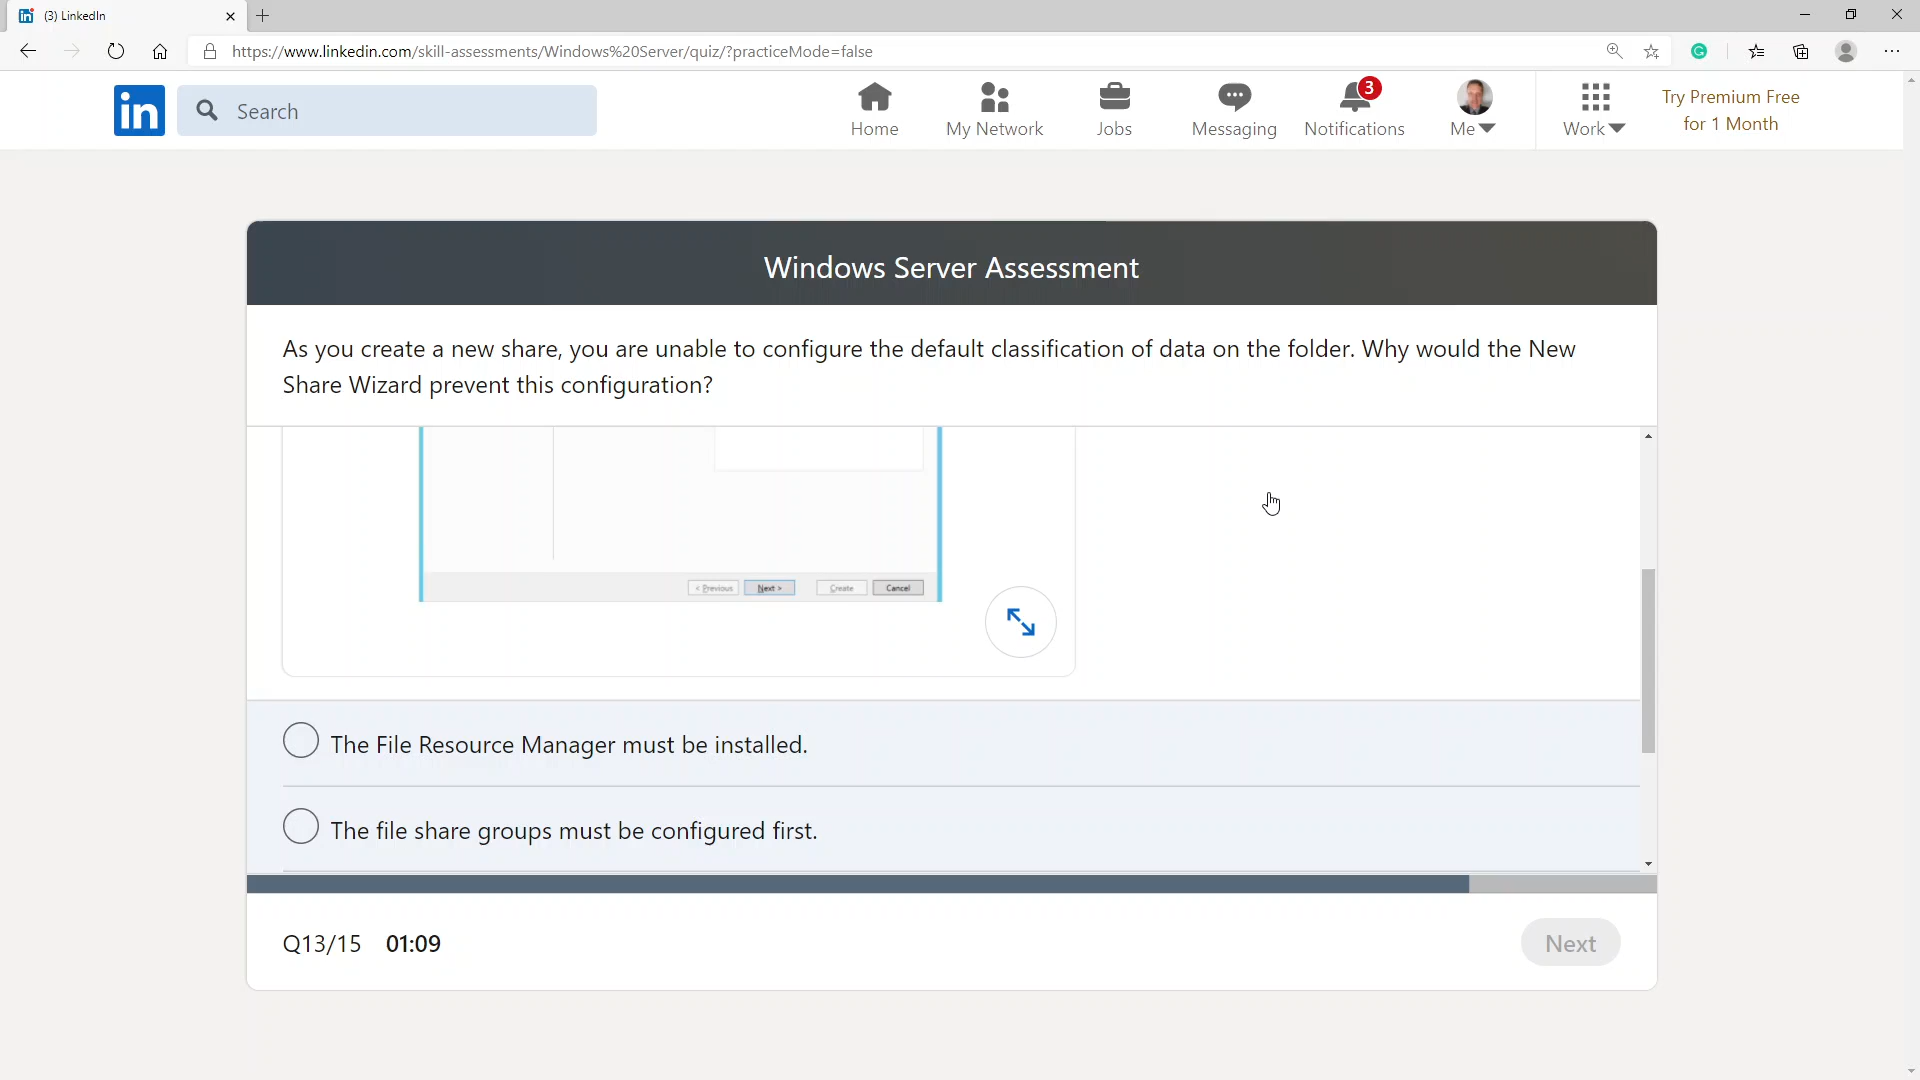 (3) LinkedIn
https://www.linkedin.com/skill-assessments/Windows%20Server/quiz/?practiceMode=false
in
Search
Home
My Network
Jobs
Messaging
3
Notifications
Me
Work
Try Premium Free
for 1 Month
Windows Server Assessment
As you create a new share, you are unable to configure the default classification of data on the folder. Why would the New
Share Wizard prevent this configuration?
< Previous
Next >
Create
Cancel
The File Resource Manager must be installed.
The file share groups must be configured first.
Q13/15
01:09
Next